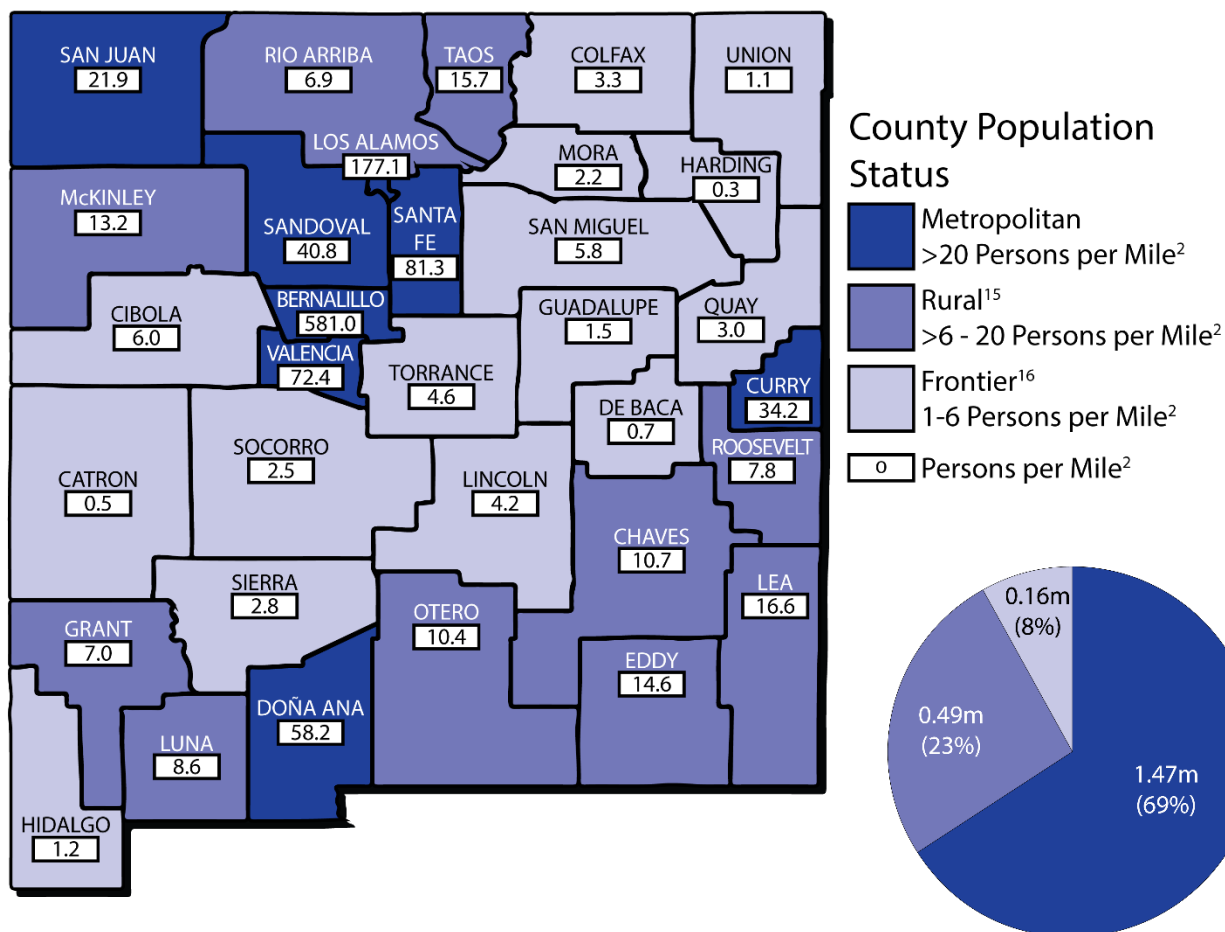 SAN JUAN
21.9
RIO ARRIBA
6.9
TAOS
15.7
COLFAX
3.3
UNION
1.1
LOS ALAMOS
177.1
MORA
2.2
HARDING
0.3
McKINLEY
13.2
SANDOVAL
40.8
SANTA
FE
81.3
SAN MIGUEL
5.8
CIBOLA
6.0
BERNALILLO
581.0
VALENCIA
72.4
GUADALUPE
1.5
QUAY
3.0
TORRANCE
4.6
CURRY
34.2
DE BACA
0.7
ROOSEVELT
7.8
CATRON
0.5
SOCORRO
2.5
LINCOLN
4.2
CHAVES
10.7
LEA
16.6
SIERRA
2.8
OTERO
10.4
GRANT
7.0
EDDY
14.6
DOÑA ANA
58.2
LUNA
8.6
HIDALGO
1.2
County Population
Status
Metropolitan
>20 Persons per Mile²
Rural¹⁵
>6 - 20 Persons per Mile²
Frontier¹⁶
1-6 Persons per Mile²
0 Persons per Mile²
0.16m
(8%)
0.49m
(23%)
1.47m
(69%)